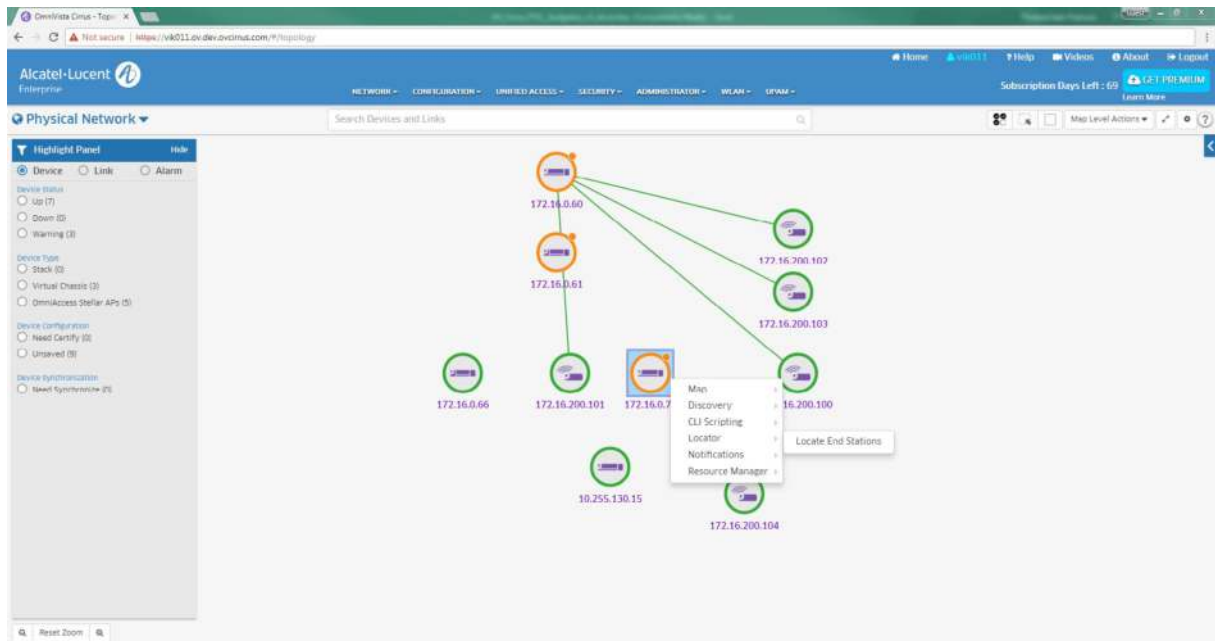 OmniVista Cirrus - Topo
Not secure | https://vik011.ov.dev.ovcirrus.com/#/topology
Home vik011 ? Help Videos About Logout
Alcatel·Lucent
Enterprise
NETWORK CONFIGURATION UNIFIED ACCESS SECURITY ADMINISTRATOR WLAN UPAM
Subscription Days Left : 69
GET PREMIUM
Learn More
Physical Network
Search Devices and Links
Map Level Actions
?
Highlight Panel Hide
Device Link Alarm
Device Status
Up (7)
Down (0)
Warning (3)
Device Type
Stack (0)
Virtual Chassis (3)
OmniAccess Stellar APs (5)
Device Configuration
Need Certify (0)
Unsaved (9)
Device Synchronization
Need Synchronize (0)
172.16.0.60
172.16.200.102
172.16.0.61
172.16.200.103
172.16.0.66
172.16.200.101
172.16.0.7
16.200.100
Map
Discovery
CLI Scripting
Locator
Locate End Stations
Notifications
Resource Manager
10.255.130.15
172.16.200.104
Reset Zoom